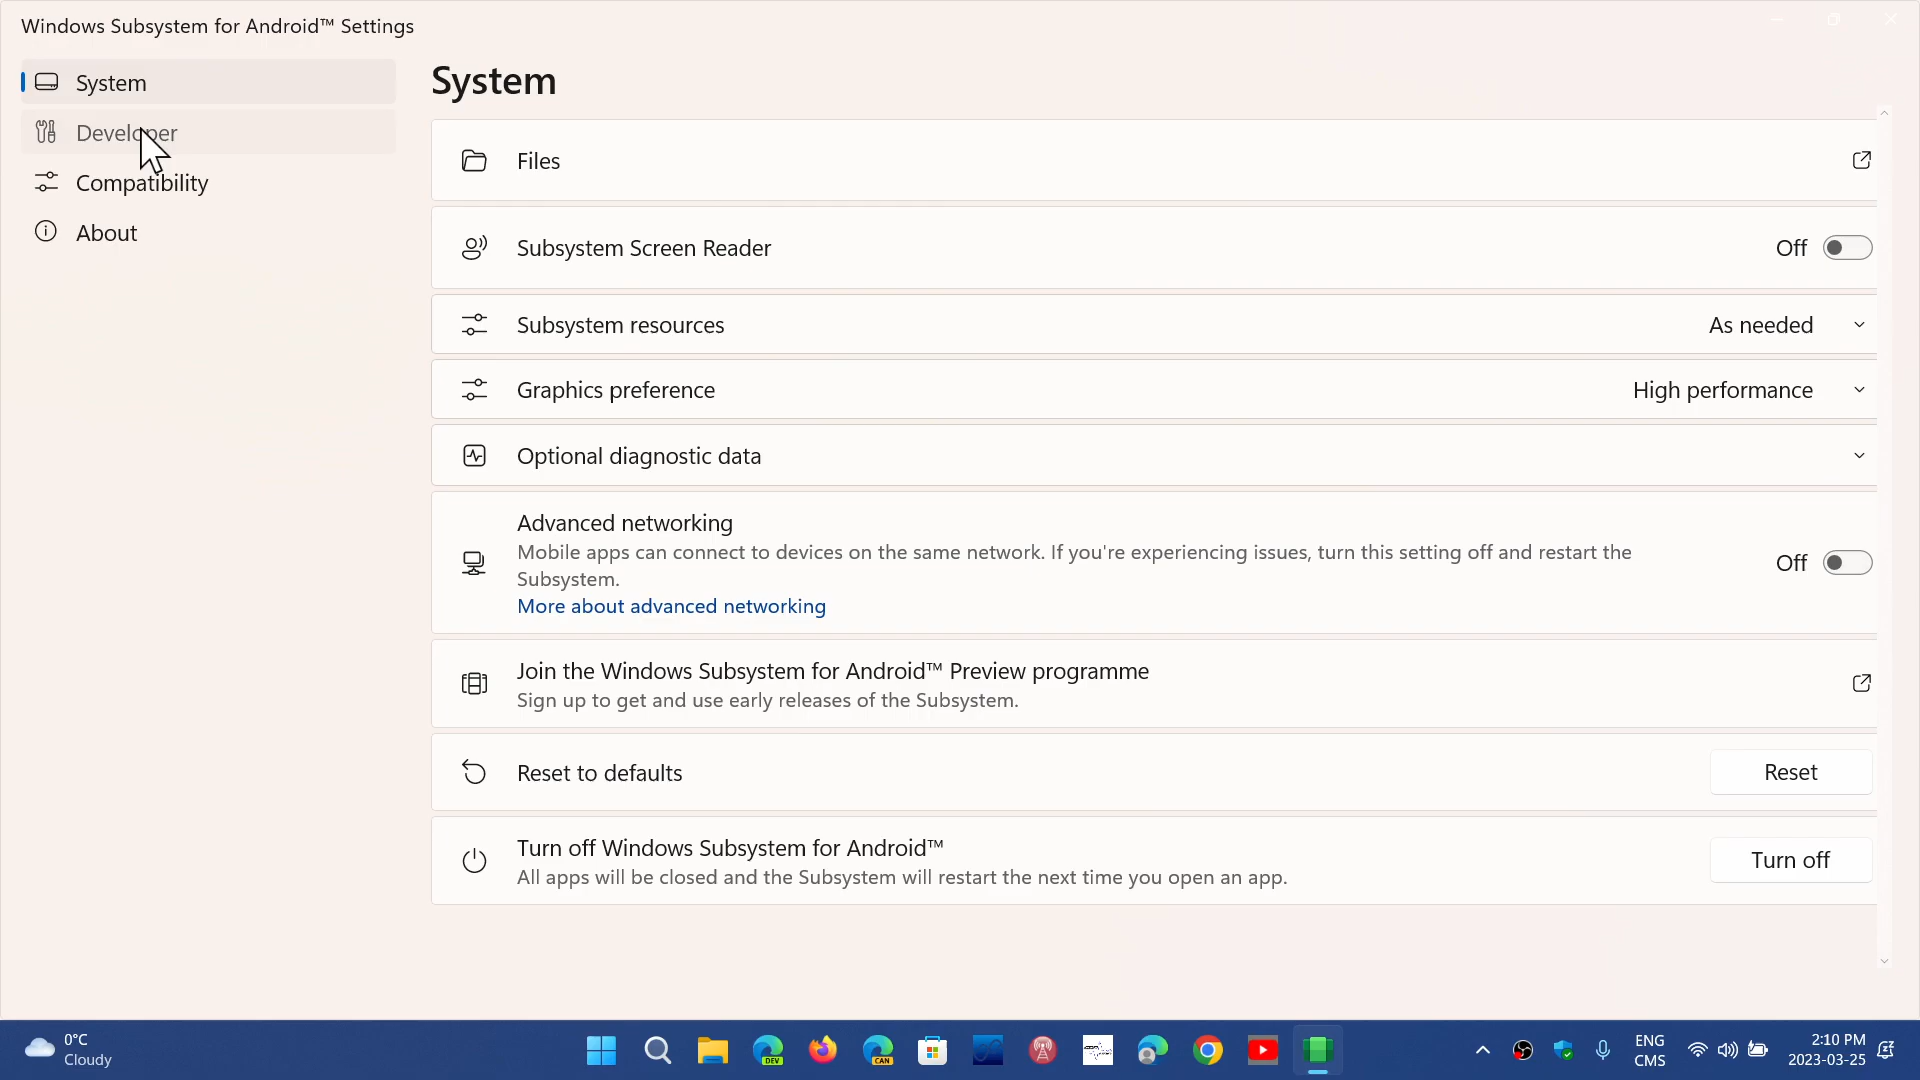 Windows Subsystem for Android™ Settings
System
Developer
Compatibility
About
System
Files
Subsystem Screen Reader
Off
Subsystem resources
As needed
Graphics preference
High performance
Optional diagnostic data
Advanced networking
Mobile apps can connect to devices on the same network. If you're experiencing issues, turn this setting off and restart the
Subsystem.
More about advanced networking
Off
Join the Windows Subsystem for Android™ Preview programme
Sign up to get and use early releases of the Subsystem.
Reset to defaults
Reset
Turn off Windows Subsystem for Android™
All apps will be closed and the Subsystem will restart the next time you open an app.
Turn off
0°C
Cloudy
DEV
CAN
ENG
CMS
2:10 PM
2023-03-25